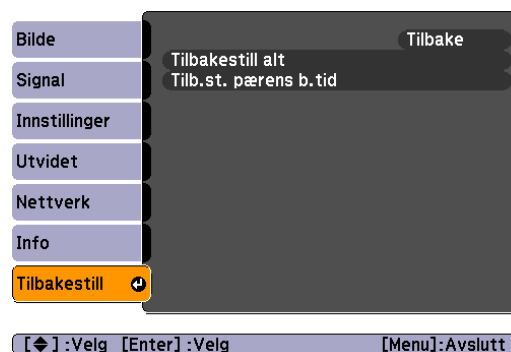 Bilde
Signal
Innstillinger
Utvidet
Nettverk
Info
Tilbakestill
Tilbake
Tilbakestill alt
Tilb.st. pærens b.tid
[◆] :Velg [Enter] :Velg [Menu]:Avslutt